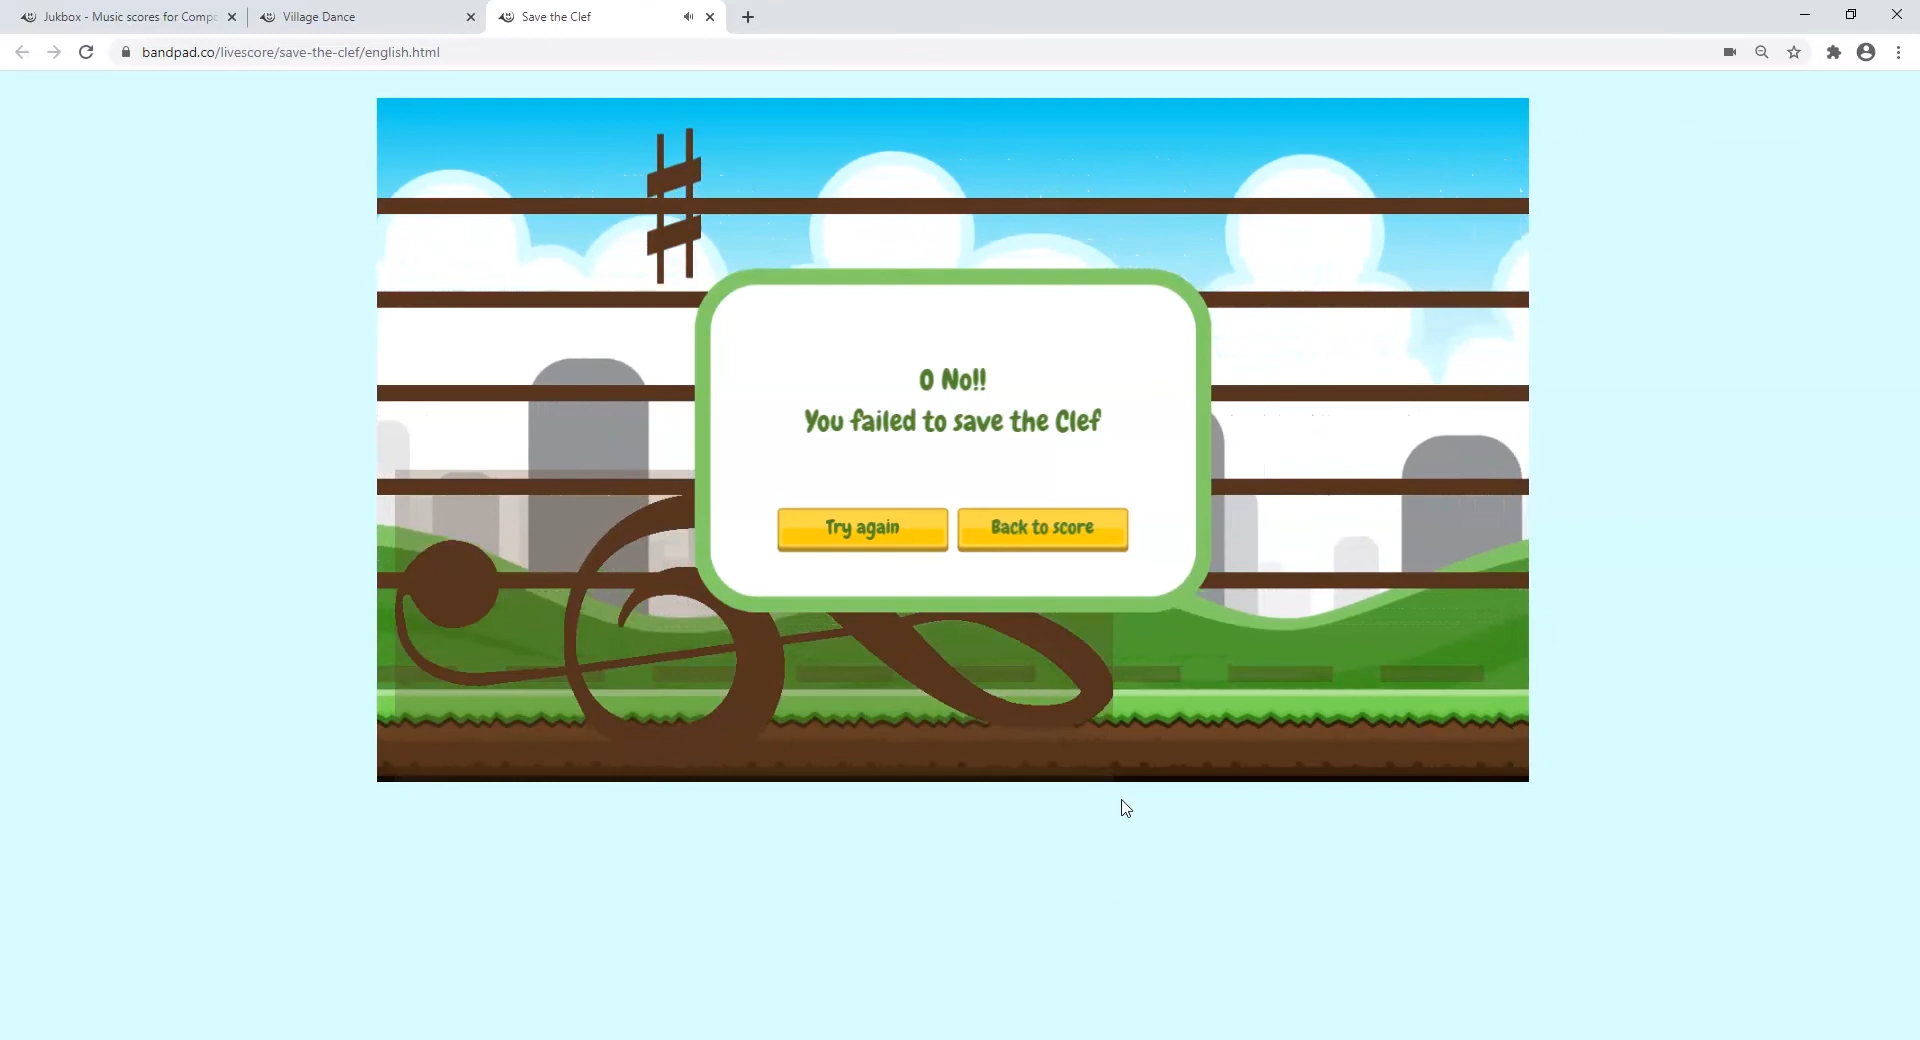 Jukbox - Music scores for Compo
Village Dance
Save the Clef
bandpad.co/livescore/save-the-clef/english.html
O No!!
You failed to save the Clef
Try again
Back to score